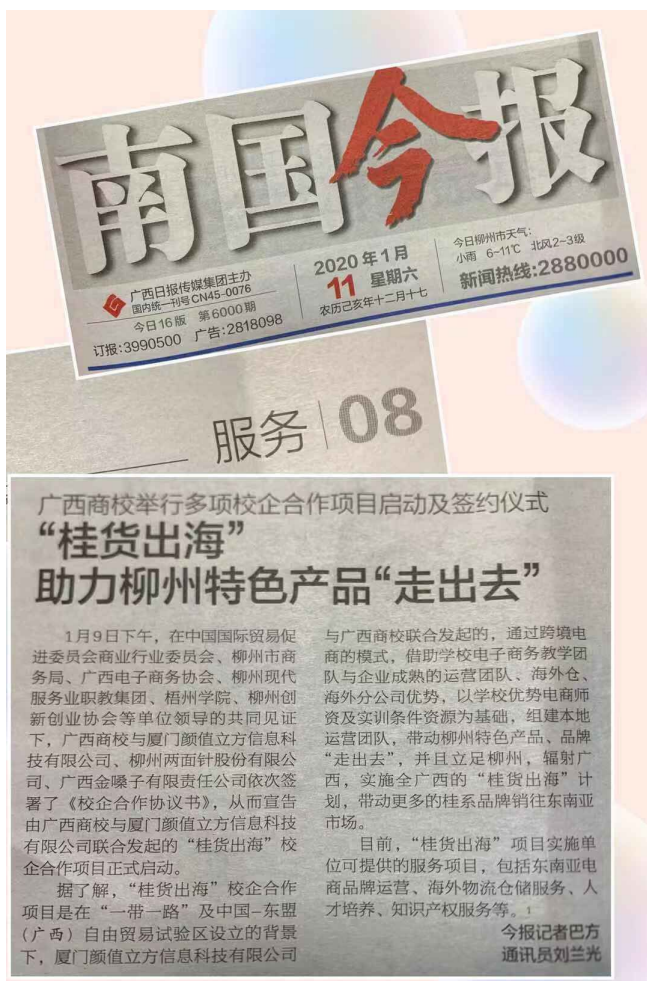 南国今报
广西日报传媒集团主办
国内统一刊号CN45-0076
今日16版 第6000期
订报:3990500 广告:2818098
2020年1月
11 星期六
农历己亥年十二月十七
今日柳州市天气:
小雨 6-11℃ 北风2-3级
新闻热线:2880000
服务 08
广西商校举行多项校企合作项目启动及签约仪式
“桂货出海”
助力柳州特色产品“走出去”
1月9日下午,在中国国际贸易促
进委员会商业行业委员会、柳州市商
务局、广西电子商务协会、柳州现代
服务业职教集团、梧州学院、柳州创
新创业协会等单位领导的共同见证
下,广西商校与厦门颜值立方信息科
技有限公司、柳州两面针股份有限公
司、广西金嗓子有限责任公司依次签
署了《校企合作协议书》,从而宣告
由广西商校与厦门颜值立方信息科技
有限公司联合发起的“桂货出海”校
企合作项目正式启动。
据了解,“桂货出海”校企合作
项目是在“一带一路”及中国-东盟
(广西)自由贸易试验区设立的背景
下,厦门颜值立方信息科技有限公司
与广西商校联合发起的,通过跨境电
商的模式,借助学校电子商务教学团
队与企业成熟的运营团队、海外仓、
海外分公司优势,以学校优势电商师
资及实训条件资源为基础,组建本地
运营团队,带动柳州特色产品、品牌
“走出去”,并且立足柳州,辐射广
西,实施全广西的“桂货出海”计
划,带动更多的桂系品牌销往东南亚
市场。
目前,“桂货出海”项目实施单
位可提供的服务项目,包括东南亚电
商品牌运营、海外物流仓储服务、人
才培养、知识产权服务等。1
今报记者巴方
通讯员刘兰光